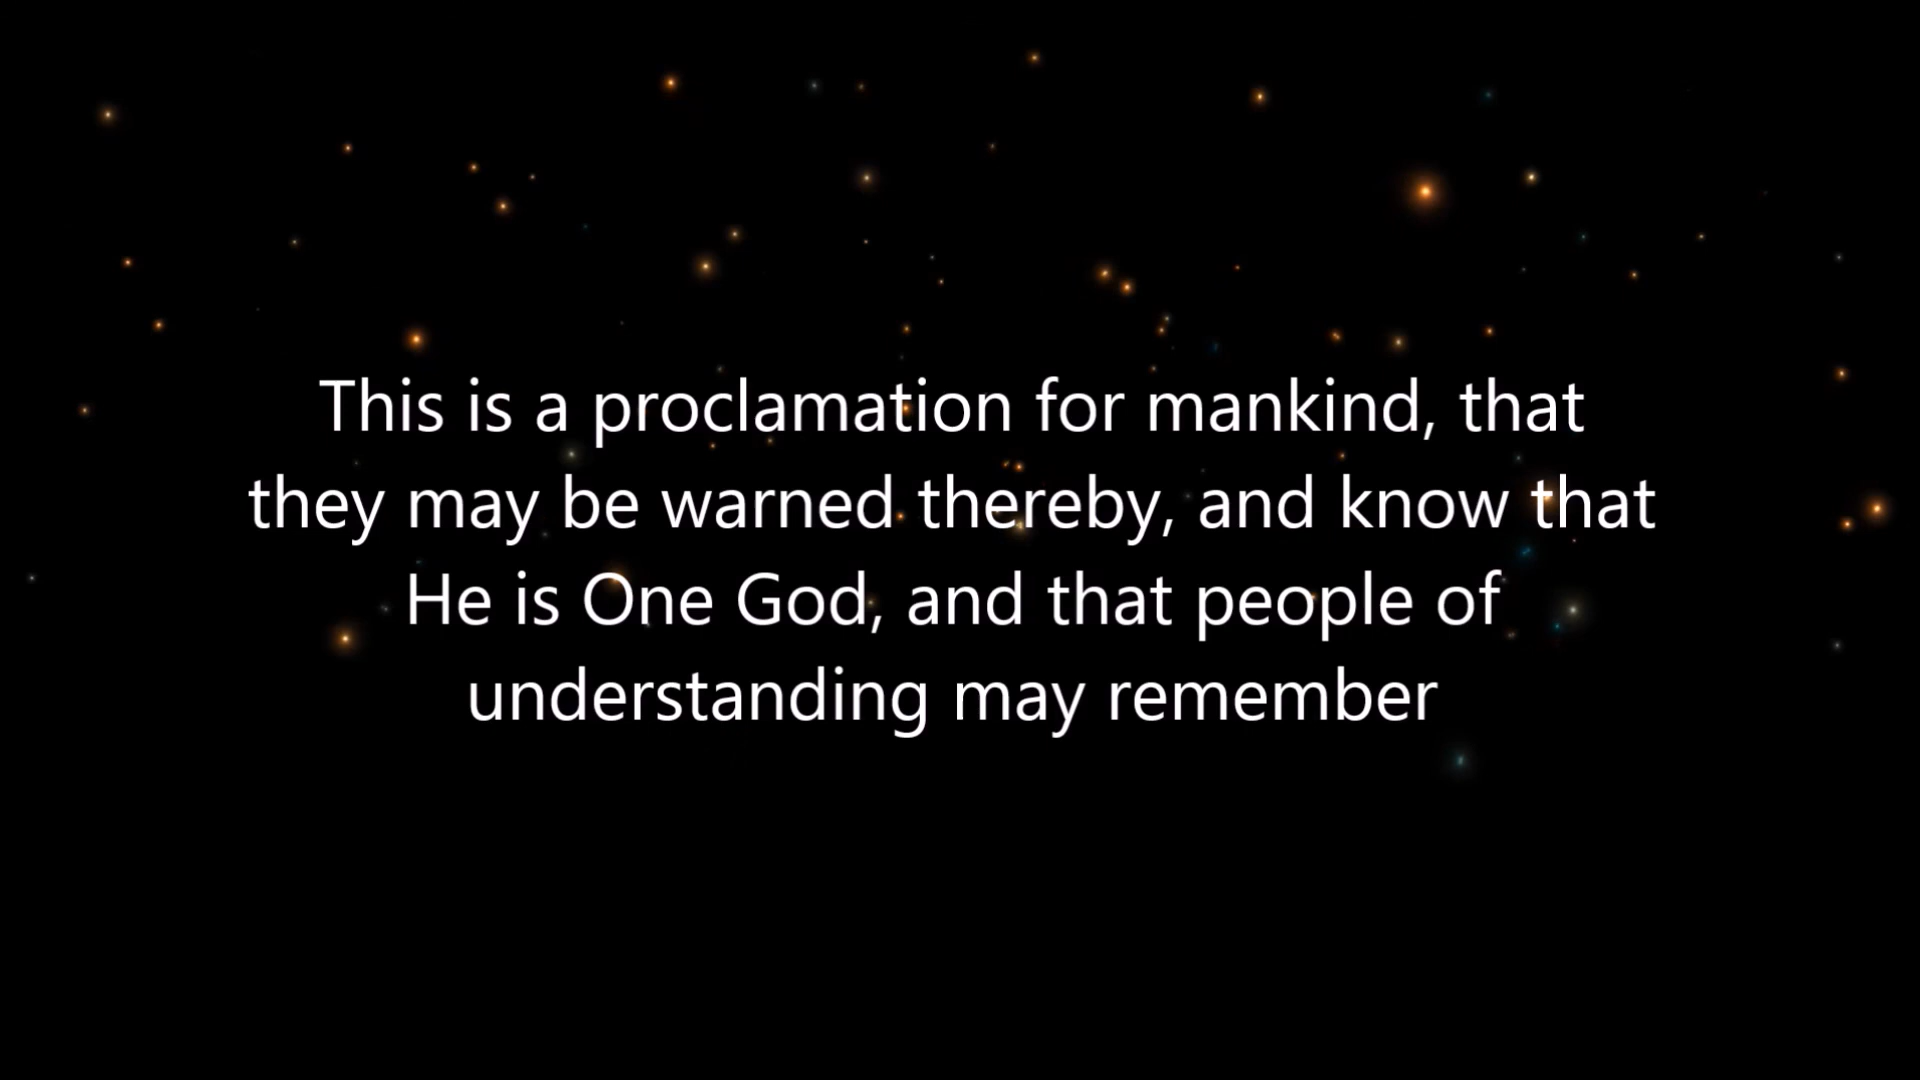 This is a proclamation for mankind, that
they may be warned thereby, and know that
He is One God, and that people of
understanding may remember